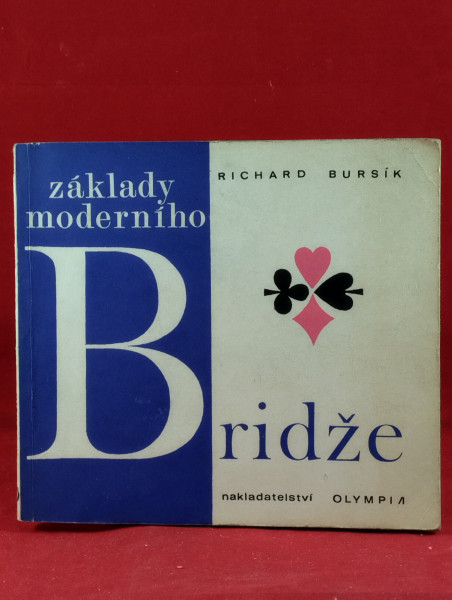 základy
moderního
Bridže
RICHARD BURSÍK
nakladatelství OLYMPIA